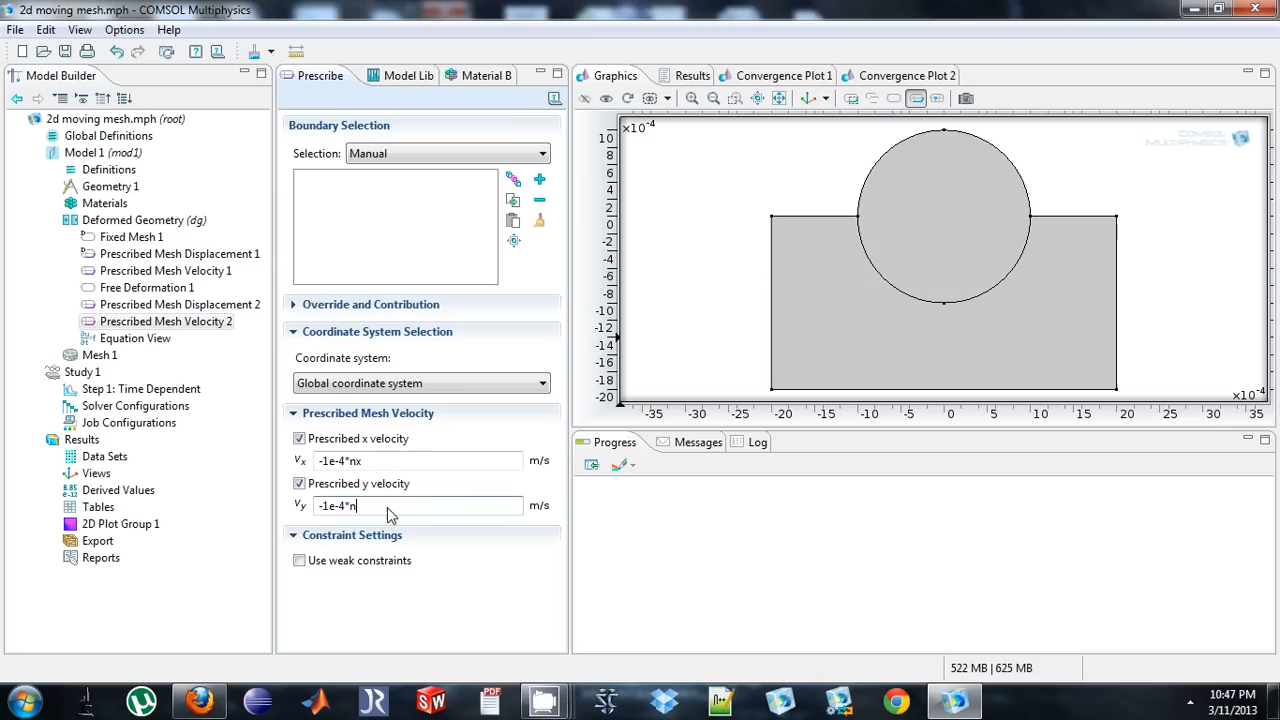 2d moving mesh.mph - COMSOL Multiphysics
File Edit View Options Help
Model Builder
2d moving mesh.mph (root)
Global Definitions
Model 1 (mod1)
Definitions
Geometry 1
Materials
Deformed Geometry (dg)
Fixed Mesh 1
Prescribed Mesh Displacement 1
Prescribed Mesh Velocity 1
Free Deformation 1
Prescribed Mesh Displacement 2
Prescribed Mesh Velocity 2
Equation View
Mesh 1
Study 1
Step 1: Time Dependent
Solver Configurations
Job Configurations
Results
Data Sets
Views
Derived Values
Tables
2D Plot Group 1
Export
Reports
Prescribe Model Lib Material B
Boundary Selection
Selection: Manual
Override and Contribution
Coordinate System Selection
Coordinate system:
Global coordinate system
Prescribed Mesh Velocity
Prescribed x velocity
Vx -1e-4*nx m/s
Prescribed y velocity
Vy -1e-4*n m/s
Constraint Settings
Use weak constraints
Graphics Results Convergence Plot 1 Convergence Plot 2
×10^-4
COMSOL
MULTIPHYSICS
10
8
6
4
2
0
-2
-4
-6
-8
-10
-12
-14
-16
-18
-20
×10^-4
-35 -30 -25 -20 -15 -10 -5 0 5 10 15 20 25 30 35
Progress Messages Log
522 MB | 625 MB
PDF
10:47 PM
3/11/2013